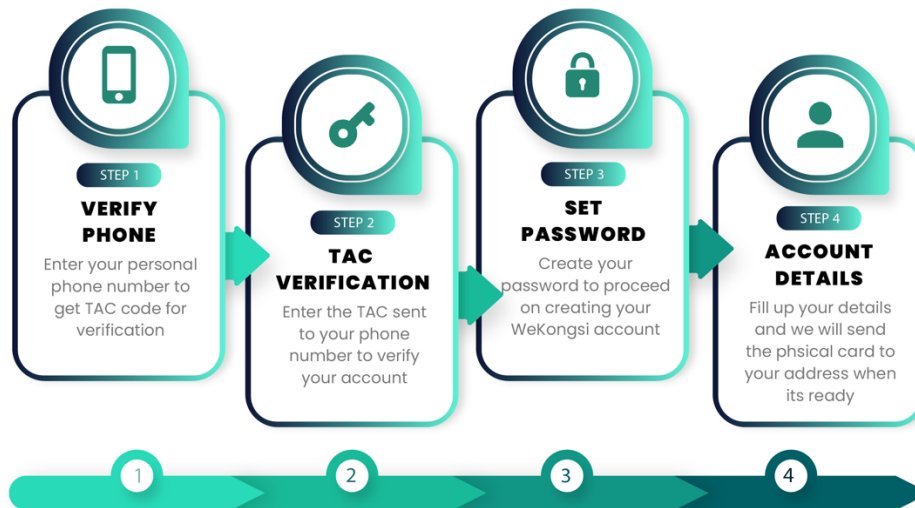 STEP 1
VERIFY
PHONE
Enter your personal
phone number to
get TAC code for
verification
STEP 2
TAC
VERIFICATION
Enter the TAC sent
to your phone
number to verify
your account
STEP 3
SET
PASSWORD
Create your
password to proceed
on creating your
WeKongsi account
STEP 4
ACCOUNT
DETAILS
Fill up your details
and we will send
the phsical card to
your address when
its ready
1
2
3
4